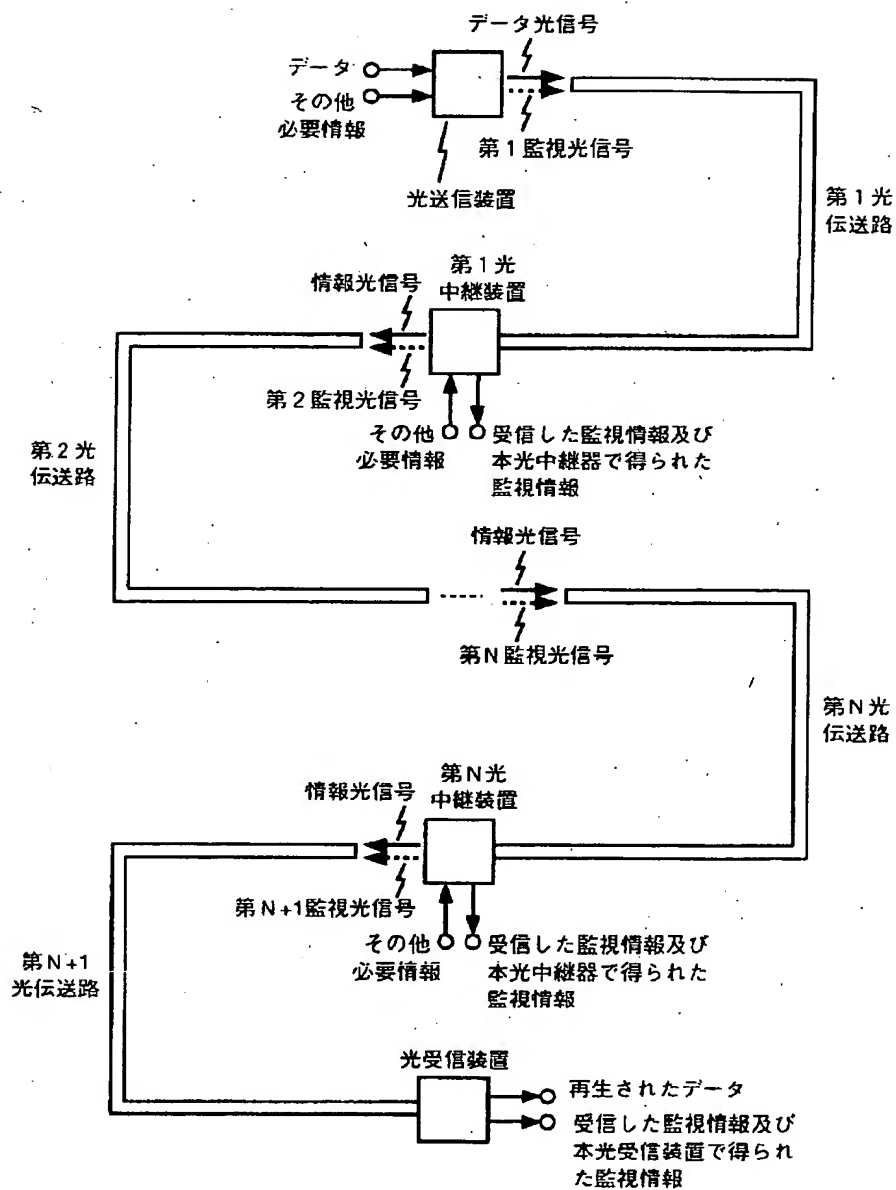 データ光信号
データ
その他
必要情報
第1監視光信号
光送信装置
第1光
伝送路
第1光
中継装置
情報光信号
第2監視光信号
その他
必要情報
受信した監視情報及び
本光中継器で得られた
監視情報
第2光
伝送路
情報光信号
第N監視光信号
第N光
伝送路
第N光
中継装置
情報光信号
第N+1監視光信号
その他
必要情報
受信した監視情報及び
本光中継器で得られた
監視情報
第N+1
光伝送路
光受信装置
再生されたデータ
受信した監視情報及び
本光受信装置で得られ
た監視情報